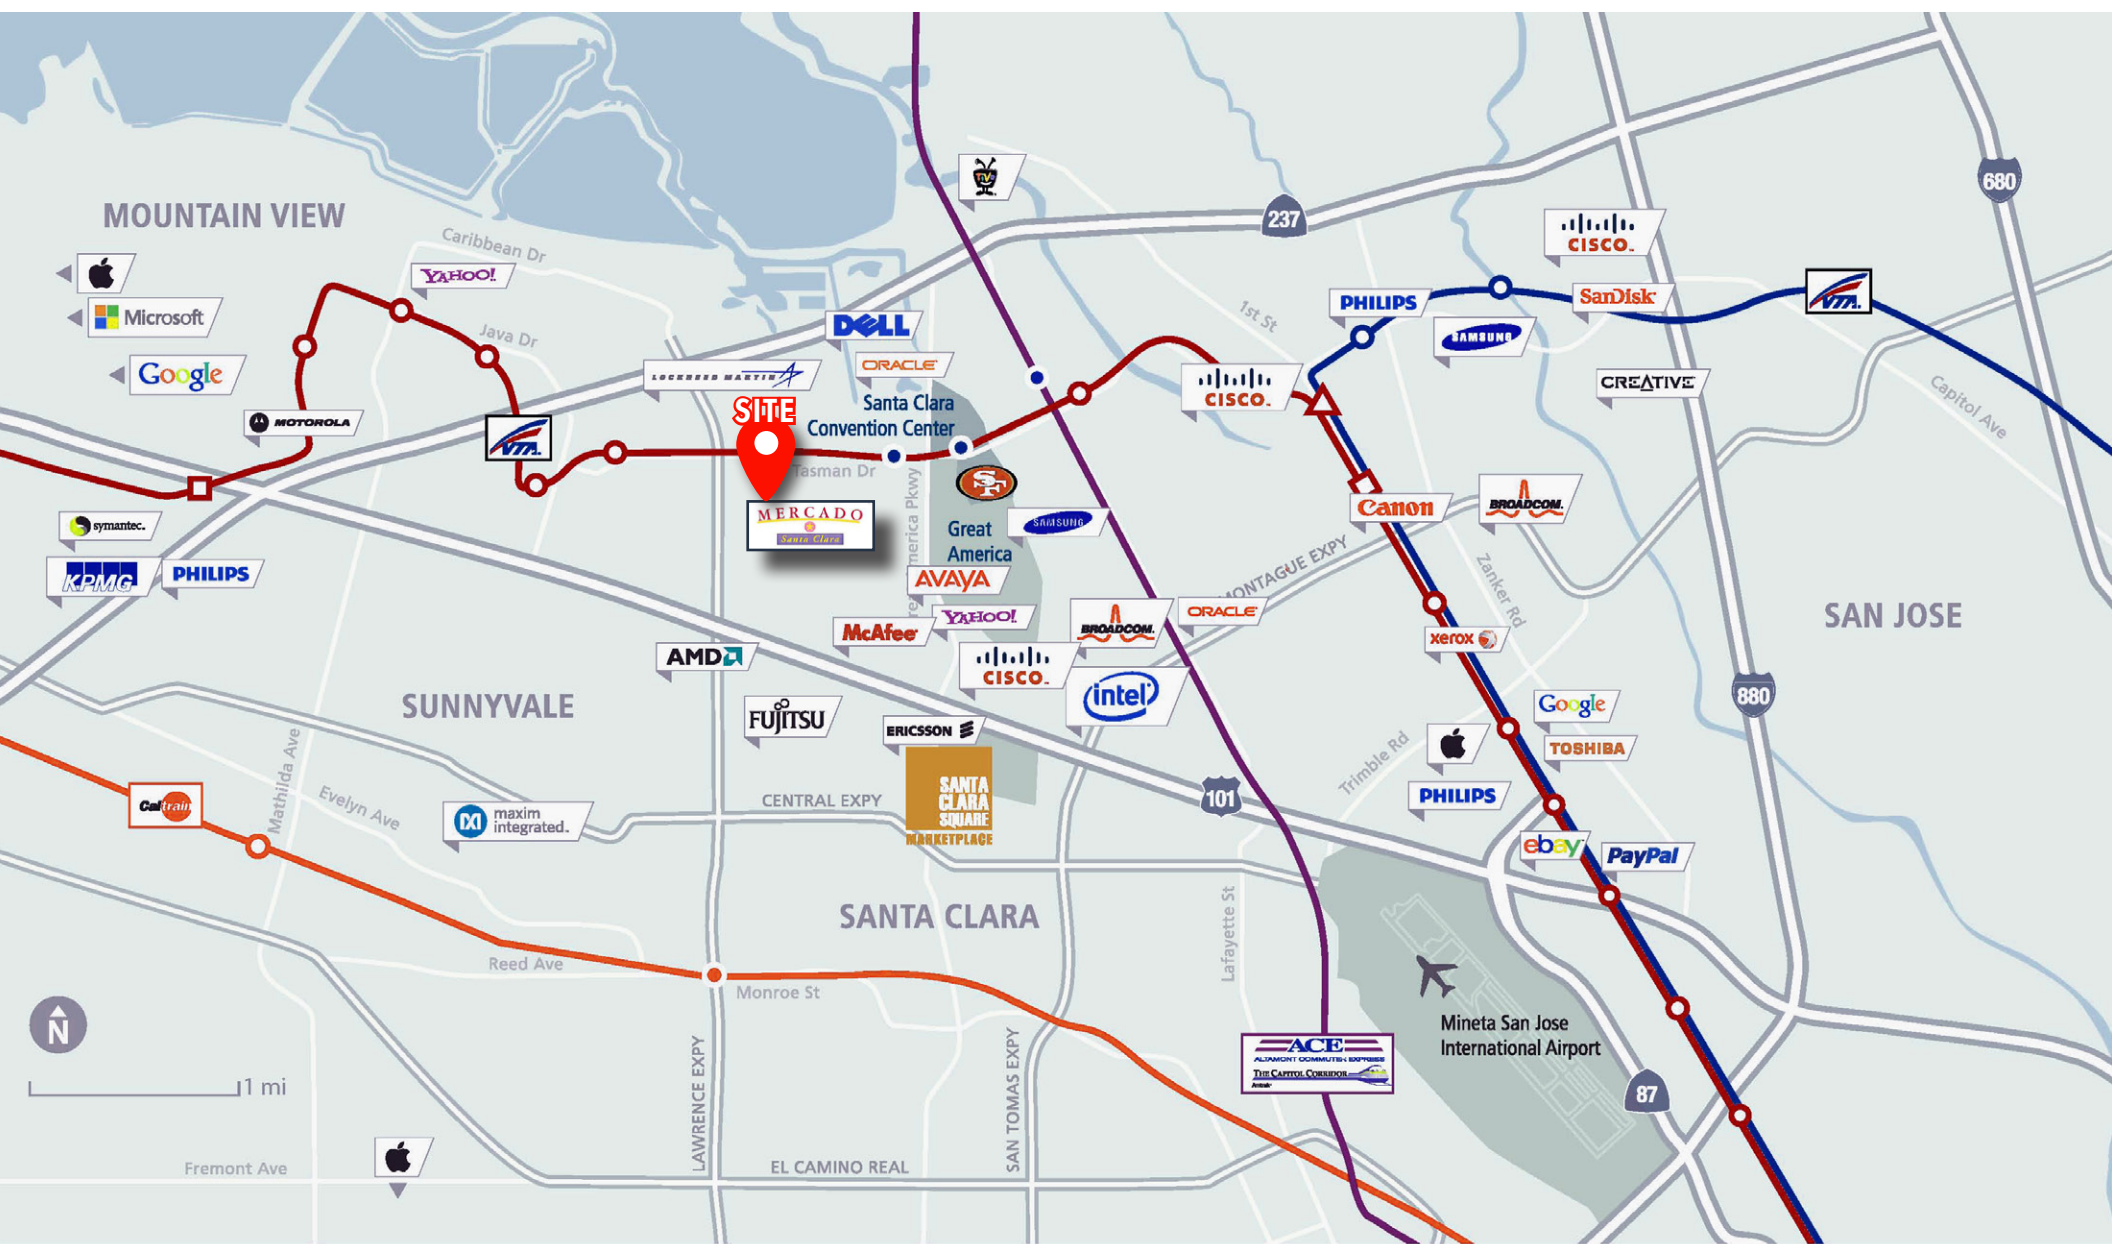 680
237
MOUNTAIN VIEW
TiVo
CISCO
Caribbean Dr
YAHOO!
Microsoft
Google
MOTOROLA
Java Dr
DELL
LOCKHEED MARTIN
ORACLE
1st St
PHILIPS
SanDisk
VTA
SAMSUNG
CREATIVE
Capitol Ave
CISCO
SITE
Santa Clara
Convention Center
VTA
Tasman Dr
MERCADO
Santa Clara
SF
Great
America
SAMSUNG
AVAYA
Canon
BROADCOM.
symantec.
KPMG
PHILIPS
MONTAGUE EXPY
Zanker Rd
SAN JOSE
McAfee
YAHOO!
BROADCOM.
ORACLE
xerox
AMD
CISCO
intel
880
SUNNYVALE
FUJITSU
ERICSSON
Google
TOSHIBA
PHILIPS
Trimble Rd
101
SANTA
CLARA
SQUARE
MARKETPLACE
CENTRAL EXPY
Caltrain
Mathilda Ave
Evelyn Ave
maxim
integrated.
ebay
PayPal
SANTA CLARA
Lafayette St
Reed Ave
Monroe St
N
1 mi
LAWRENCE EXPY
SAN TOMAS EXPY
ACE
ALTAMONT COMMUTER EXPRESS
THE CAPITOL CORRIDOR
Mineta San Jose
International Airport
87
Fremont Ave
EL CAMINO REAL